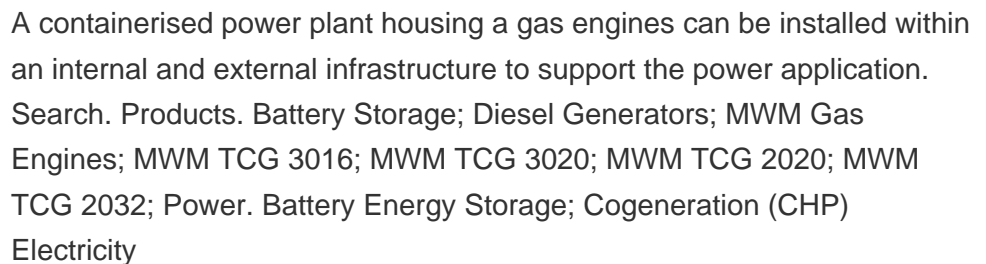 A containerised power plant housing a gas engines can be installed within
an internal and external infrastructure to support the power application.
Search. Products. Battery Storage; Diesel Generators; MWM Gas
Engines; MWM TCG 3016; MWM TCG 3020; MWM TCG 2020; MWM
TCG 2032; Power. Battery Energy Storage; Cogeneration (CHP)
Electricity